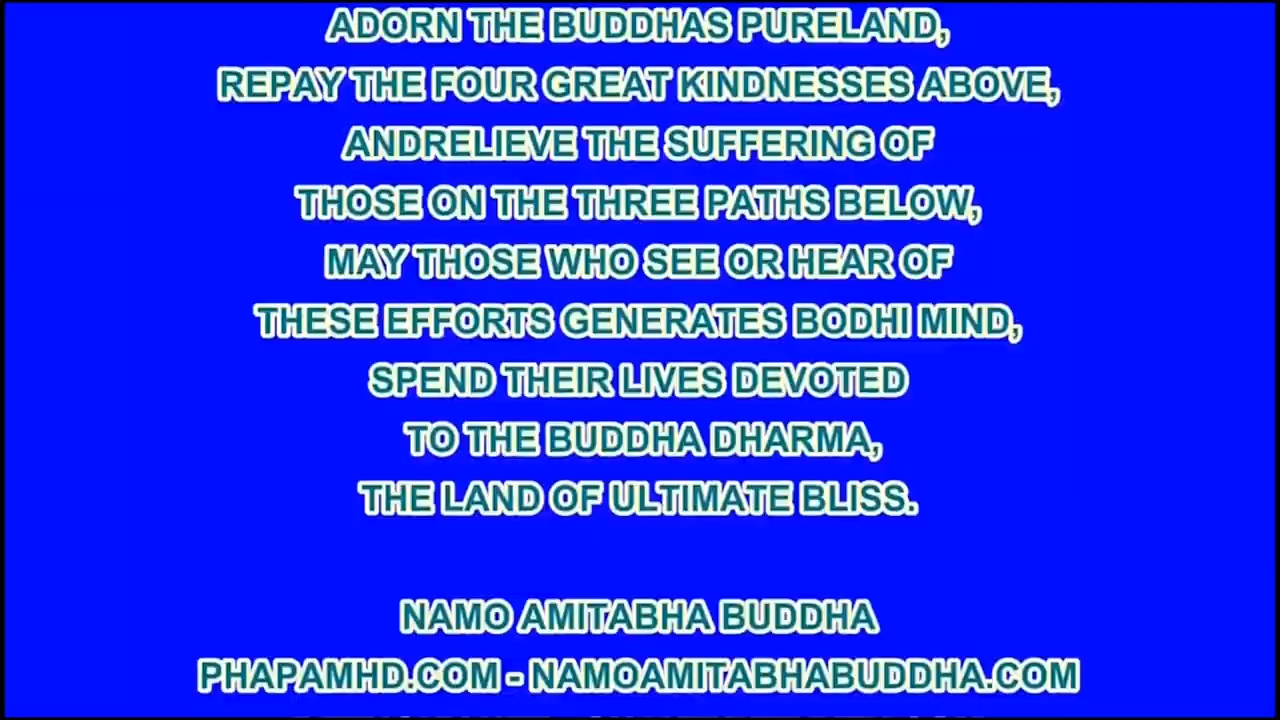 ADORN THE BUDDHAS PURELAND,
REPAY THE FOUR GREAT KINDNESSES ABOVE,
ANDRELIEVE THE SUFFERING OF
THOSE ON THE THREE PATHS BELOW,
MAY THOSE WHO SEE OR HEAR OF
THESE EFFORTS GENERATES BODHI MIND,
SPEND THEIR LIVES DEVOTED
TO THE BUDDHA DHARMA,
THE LAND OF ULTIMATE BLISS.
NAMO AMITABHA BUDDHA
PHAPAMHD.COM - NAMOAMITABHABUDDHA.COM